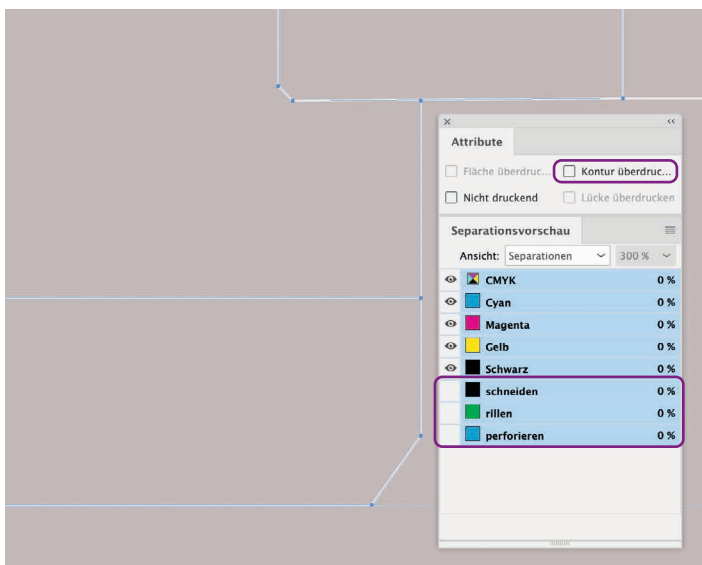 Attribute
Fläche überdruc...
Kontur überdruc...
Nicht druckend
Lücke überdrucken
Separationsvorschau
Ansicht: Separationen 300 %
CMYK 0 %
Cyan 0 %
Magenta 0 %
Gelb 0 %
Schwarz 0 %
schneiden 0 %
rillen 0 %
perforieren 0 %